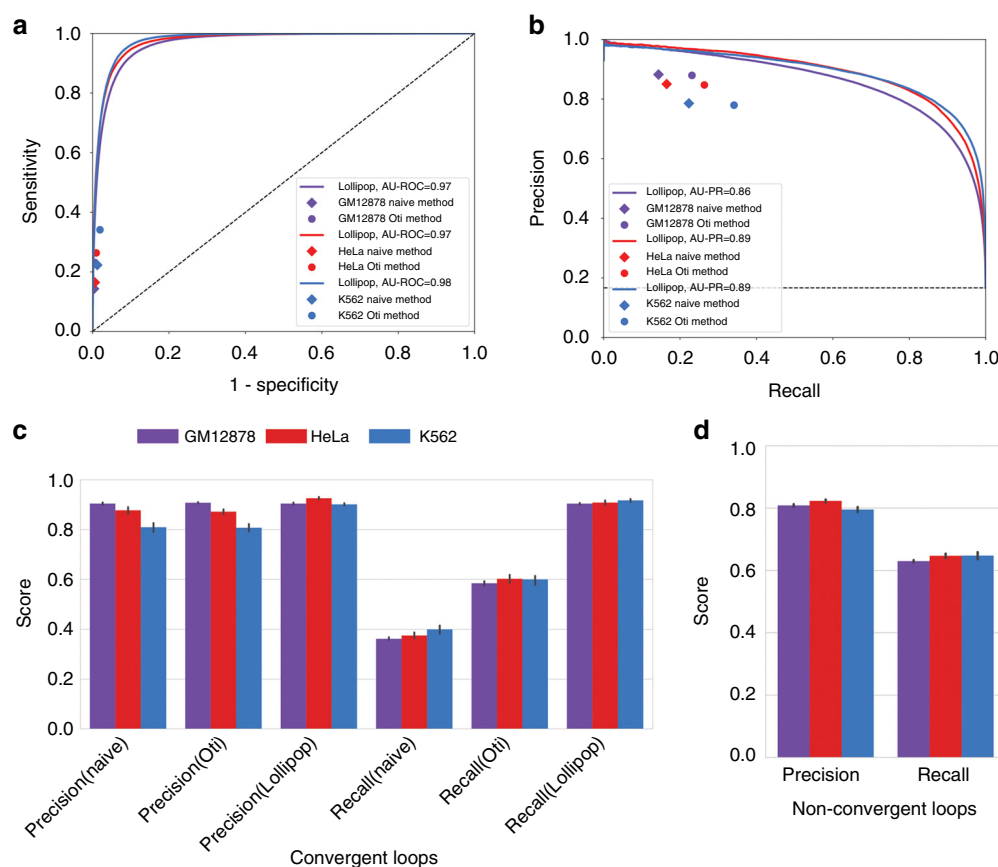 a
1.0
0.8
0.6
0.4
0.2
0.0
Sensitivity
Lollipop, AU-ROC=0.97
GM12878 naive method
GM12878 Oti method
Lollipop, AU-ROC=0.97
HeLa naive method
HeLa Oti method
Lollipop, AU-ROC=0.98
K562 naive method
K562 Oti method
0.0 0.2 0.4 0.6 0.8 1.0
1 - specificity
b
1.0
0.8
0.6
0.4
0.2
0.0
Precision
Lollipop, AU-PR=0.86
GM12878 naive method
GM12878 Oti method
Lollipop, AU-PR=0.89
HeLa naive method
HeLa Oti method
Lollipop, AU-PR=0.89
K562 naive method
K562 Oti method
0.0 0.2 0.4 0.6 0.8 1.0
Recall
c
GM12878 HeLa K562
1.0
0.8
0.6
0.4
0.2
0.0
Score
Precision(naive)
Precision(Oti)
Precision(Lollipop)
Recall(naive)
Recall(Oti)
Recall(Lollipop)
Convergent loops
d
1.0
0.8
0.6
0.4
0.2
0.0
Score
Precision Recall
Non-convergent loops